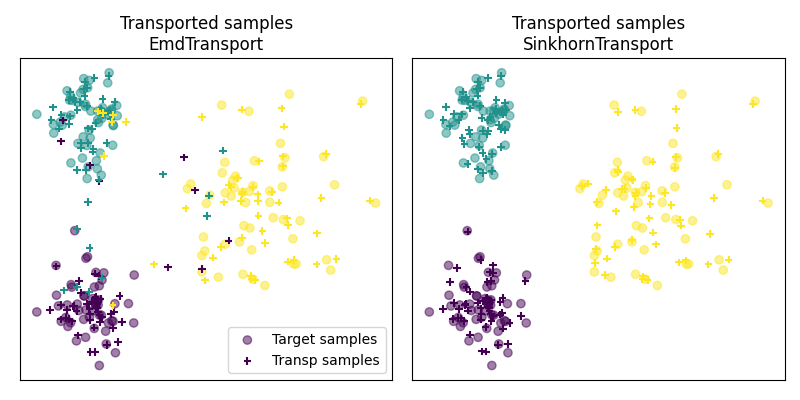 Transported samples
EmdTransport
Transported samples
SinkhornTransport
Target samples
Transp samples